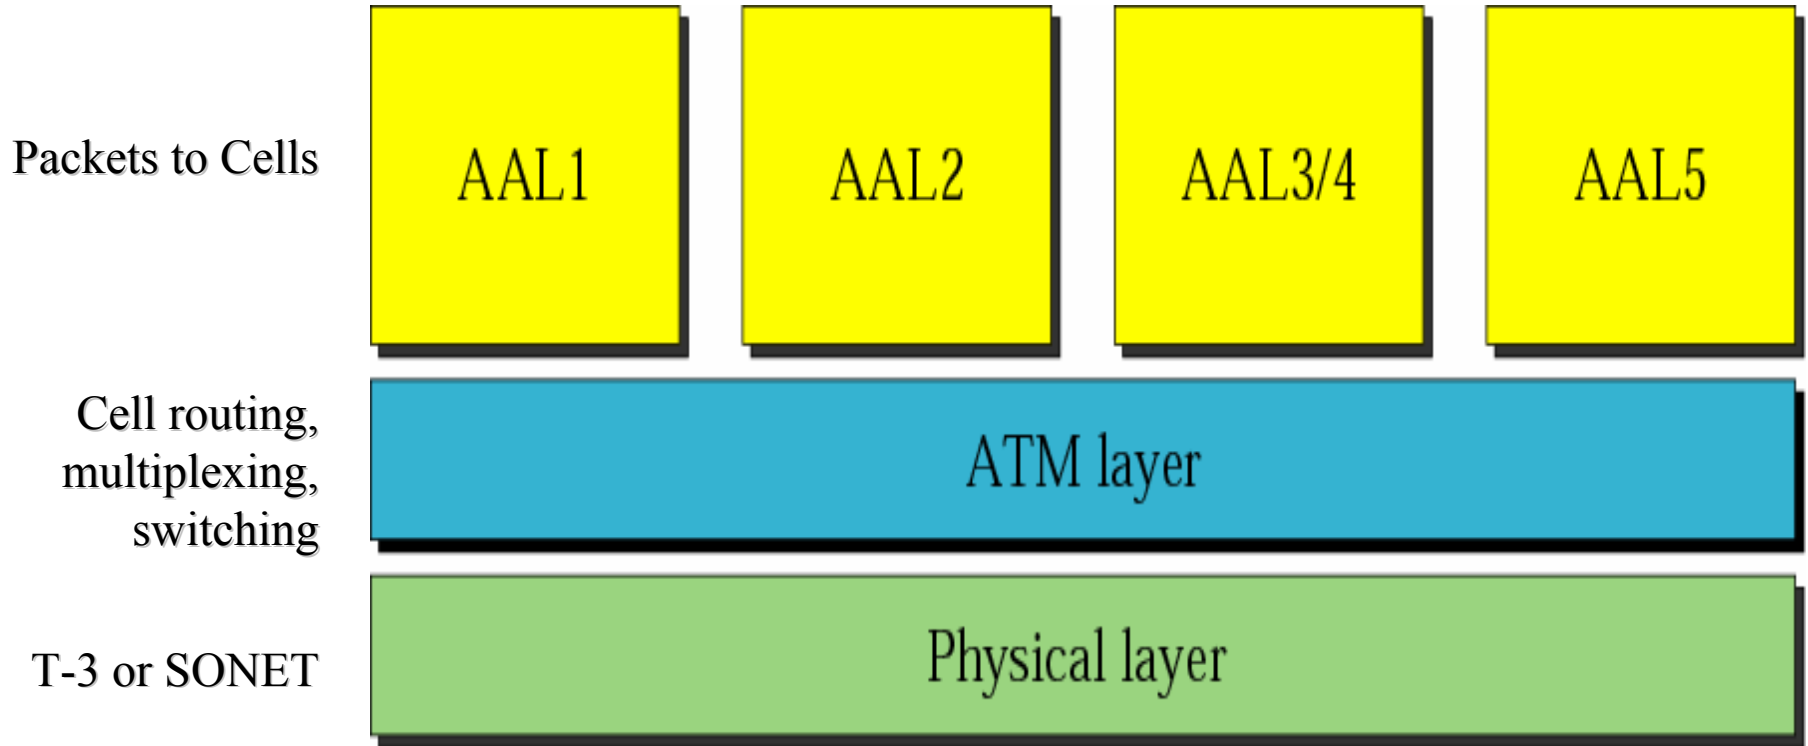 Packets to Cells
AAL1
AAL2
AAL3/4
AAL5
Cell routing,
multiplexing,
switching
ATM layer
T-3 or SONET
Physical layer